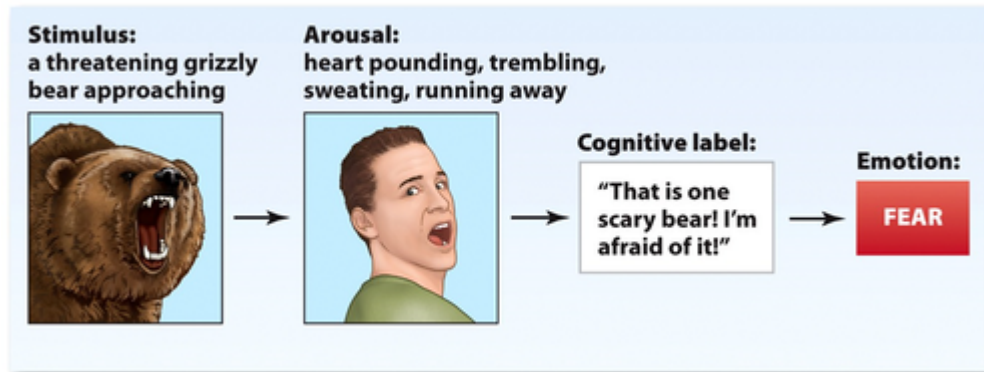 Stimulus:
a threatening grizzly
bear approaching
Arousal:
heart pounding, trembling,
sweating, running away
Cognitive label:
“That is one
scary bear! I’m
afraid of it!”
Emotion:
FEAR